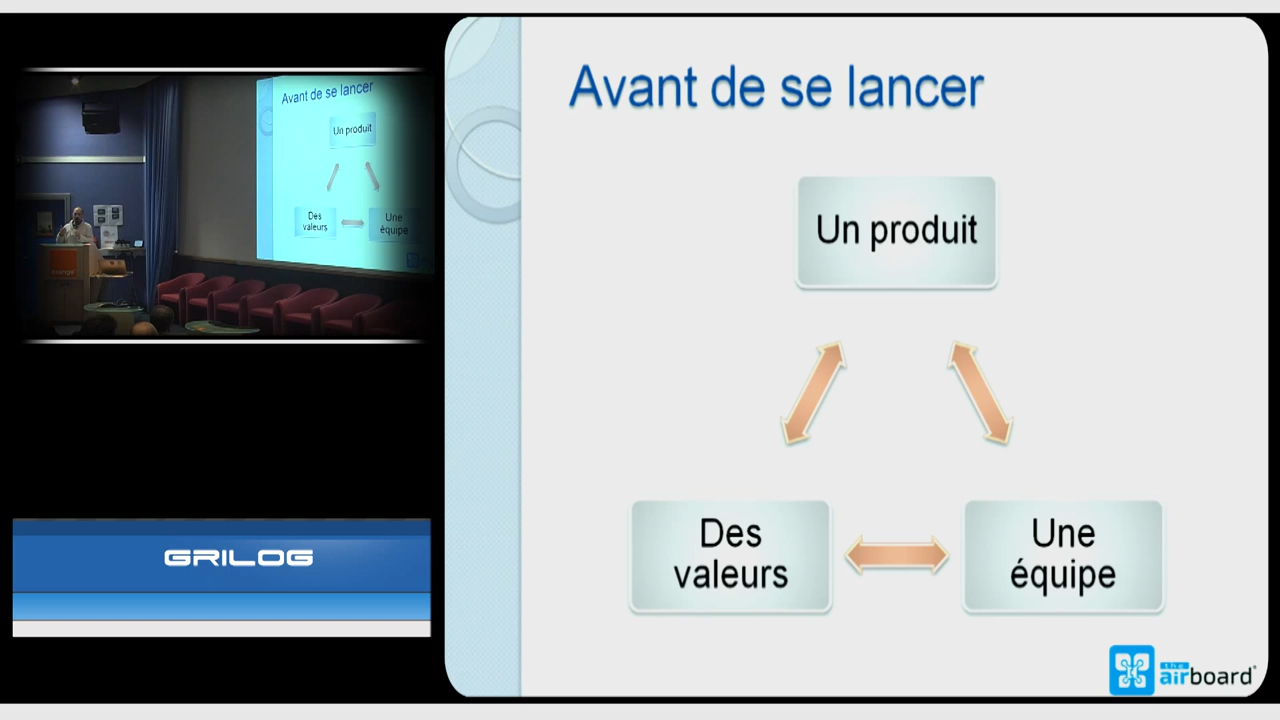 Avant de se lancer
Un produit
Des
valeurs
Une
équipe
orange
GRILOG
Avant de se lancer
Un produit
Des
valeurs
Une
équipe
the
airboard